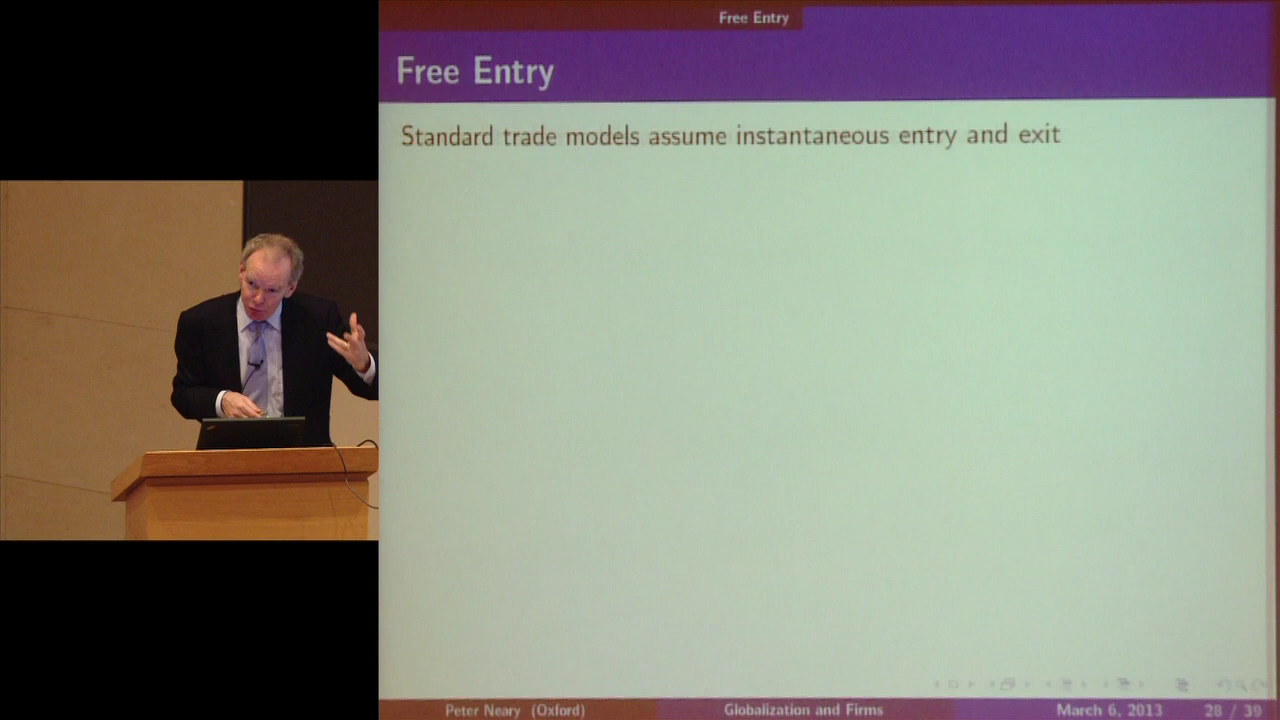 Free Entry
Free Entry
Standard trade models assume instantaneous entry and exit
Peter Neary (Oxford)
Globalization and Firms
March 6, 2013
28 / 39